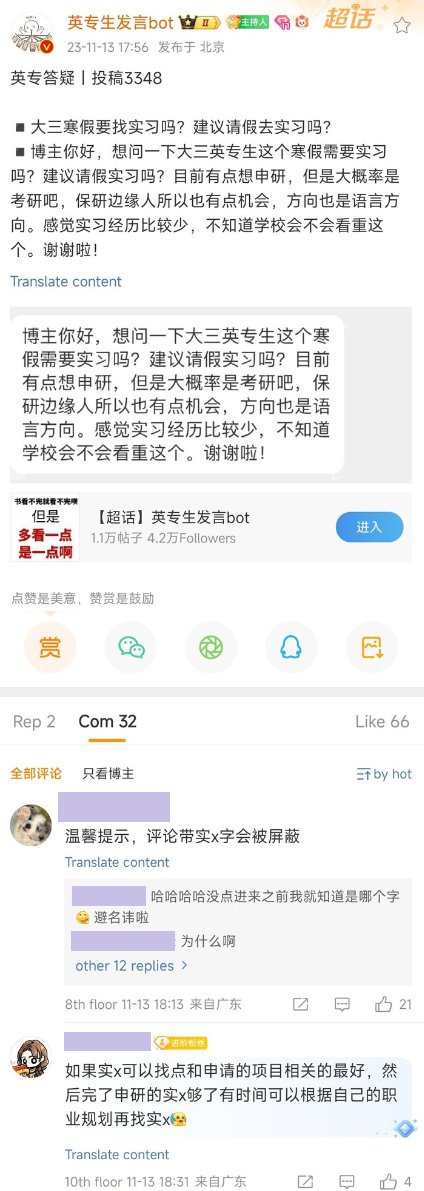 英专生发言bot II 主持人
超话
23-11-13 17:56 发布于 北京
英专答疑丨投稿3348
◾大三寒假要找实习吗？建议请假去实习吗？
◾博主你好，想问一下大三英专生这个寒假需要实习
吗？建议请假实习吗？目前有点想申研，但是大概率是
考研吧，保研边缘人所以也有点机会，方向也是语言方
向。感觉实习经历比较少，不知道学校会不会看重这
个。谢谢啦！
Translate content
博主你好，想问一下大三英专生这个寒
假需要实习吗？建议请假实习吗？目前
有点想申研，但是大概率是考研吧，保
研边缘人所以也有点机会，方向也是语
言方向。感觉实习经历比较少，不知道
学校会不会看重这个。谢谢啦！
书看不完就看不完呗
但是
多看一点
是一点啊
【超话】英专生发言bot
1.1万帖子 4.2万Followers
进入
点赞是美意，赞赏是鼓励
赏
Rep 2 Com 32 Like 66
全部评论 只看博主 by hot
温馨提示，评论带实x字会被屏蔽
Translate content
哈哈哈哈没点进来之前我就知道是哪个字
避名讳啦
为什么啊
other 12 replies >
8th floor 11-13 18:13 来自广东 21
进阶粉丝
如果实x可以找点和申请的项目相关的最好，然
后完了申研的实x够了有时间可以根据自己的职
业规划再找实x
Translate content
10th floor 11-13 18:31 来自广东 4